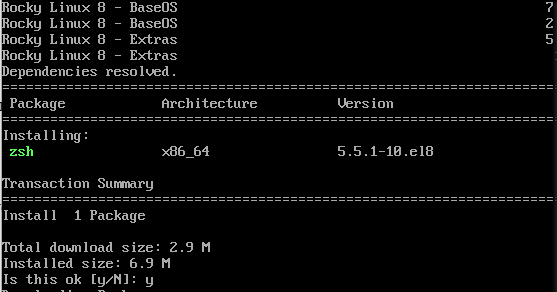 Rocky Linux 8 - BaseOS 7
Rocky Linux 8 - BaseOS 2
Rocky Linux 8 - Extras 5
Rocky Linux 8 - Extras
Dependencies resolved.
================================================================================
Package Architecture Version
================================================================================
Installing:
zsh x86_64 5.5.1-10.el8
Transaction Summary
================================================================================
Install 1 Package
Total download size: 2.9 M
Installed size: 6.9 M
Is this ok [y/N]: y